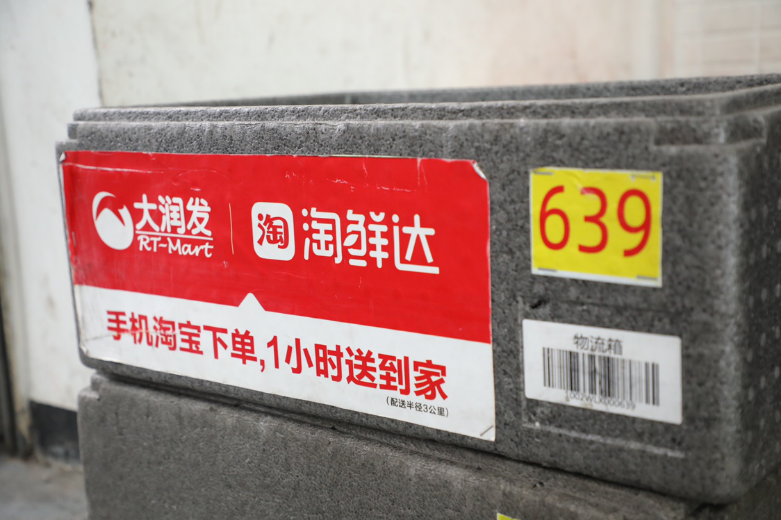 大润发
RT-Mart
淘
淘鲜达
手机淘宝下单,1小时送到家
(配送半径3公里)
639
物流箱